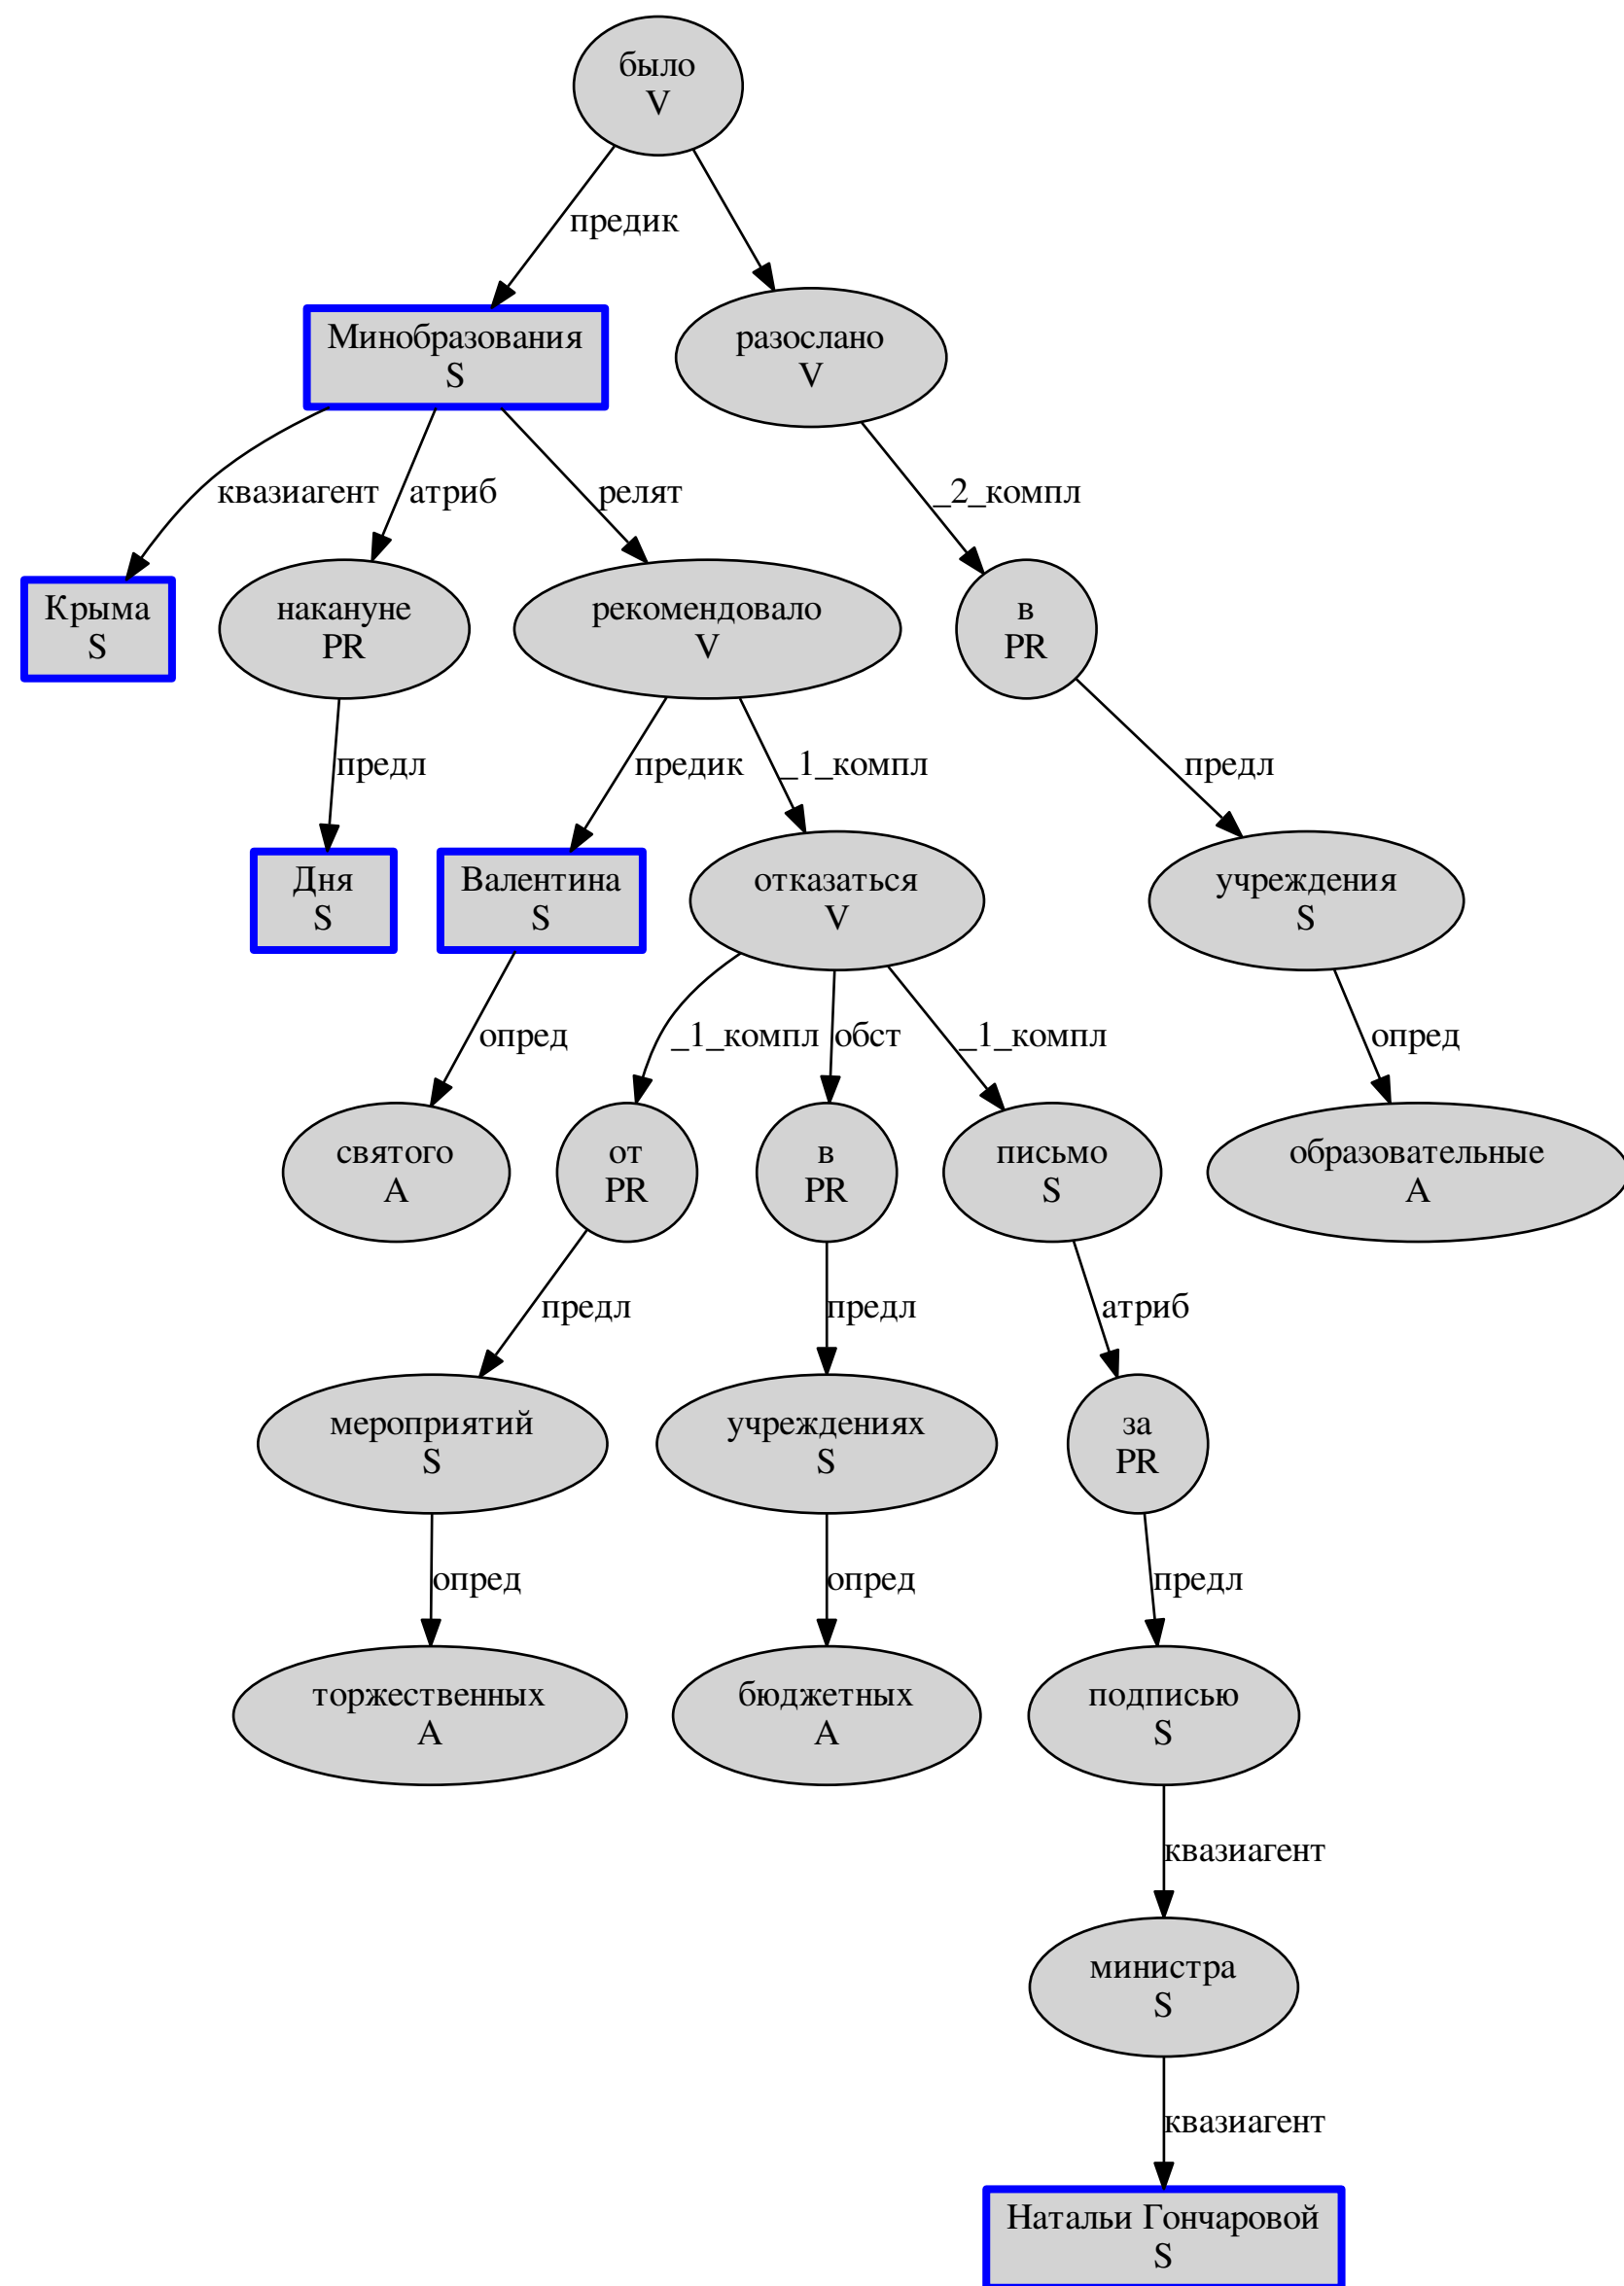 было
V
предик
Минобразования
S
разослано
V
квазиагент
атриб
релят
_2_компл
Крыма
S
накануне
PR
рекомендовало
V
в
PR
предл
предик
_1_компл
предл
Дня
S
Валентина
S
отказаться
V
учреждения
S
опред
_1_компл
обст
_1_компл
опред
святого
A
от
PR
в
PR
письмо
S
образовательные
A
предл
предл
атриб
мероприятий
S
учреждениях
S
за
PR
опред
опред
предл
торжественных
A
бюджетных
A
подписью
S
квазиагент
министра
S
квазиагент
Натальи Гончаровой
S